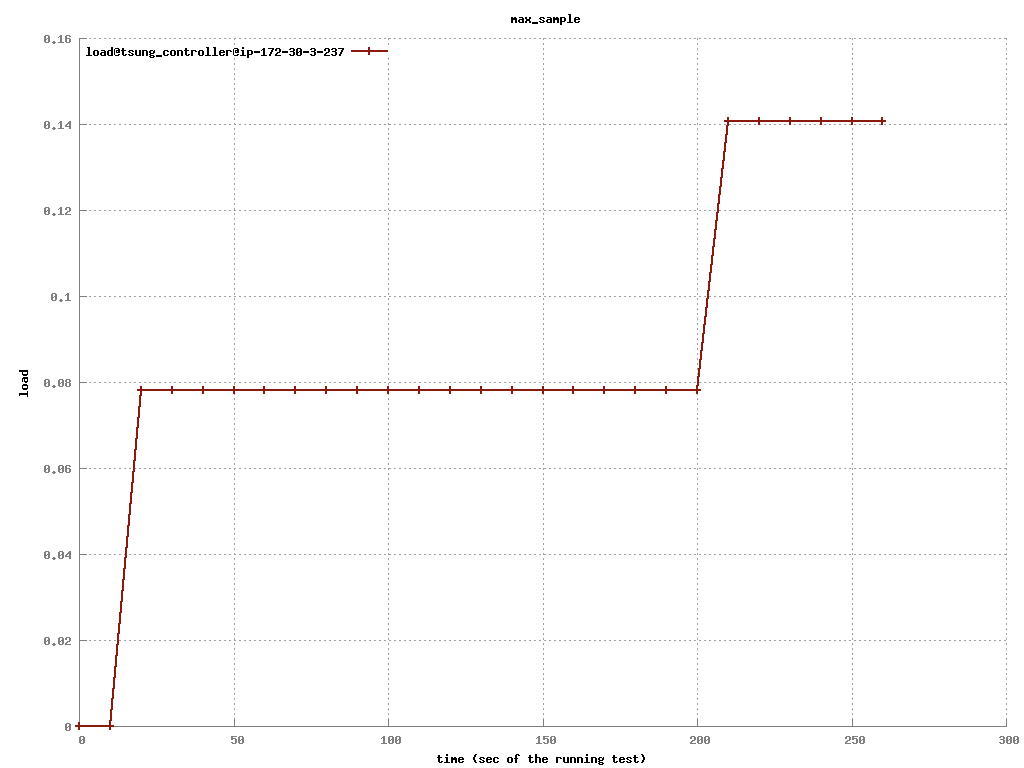 max_sample
load@tsung_controller@ip-172-30-3-237
0.16
0.14
0.12
0.1
0.08
0.06
0.04
0.02
0
load
0 50 100 150 200 250 300
time (sec of the running test)